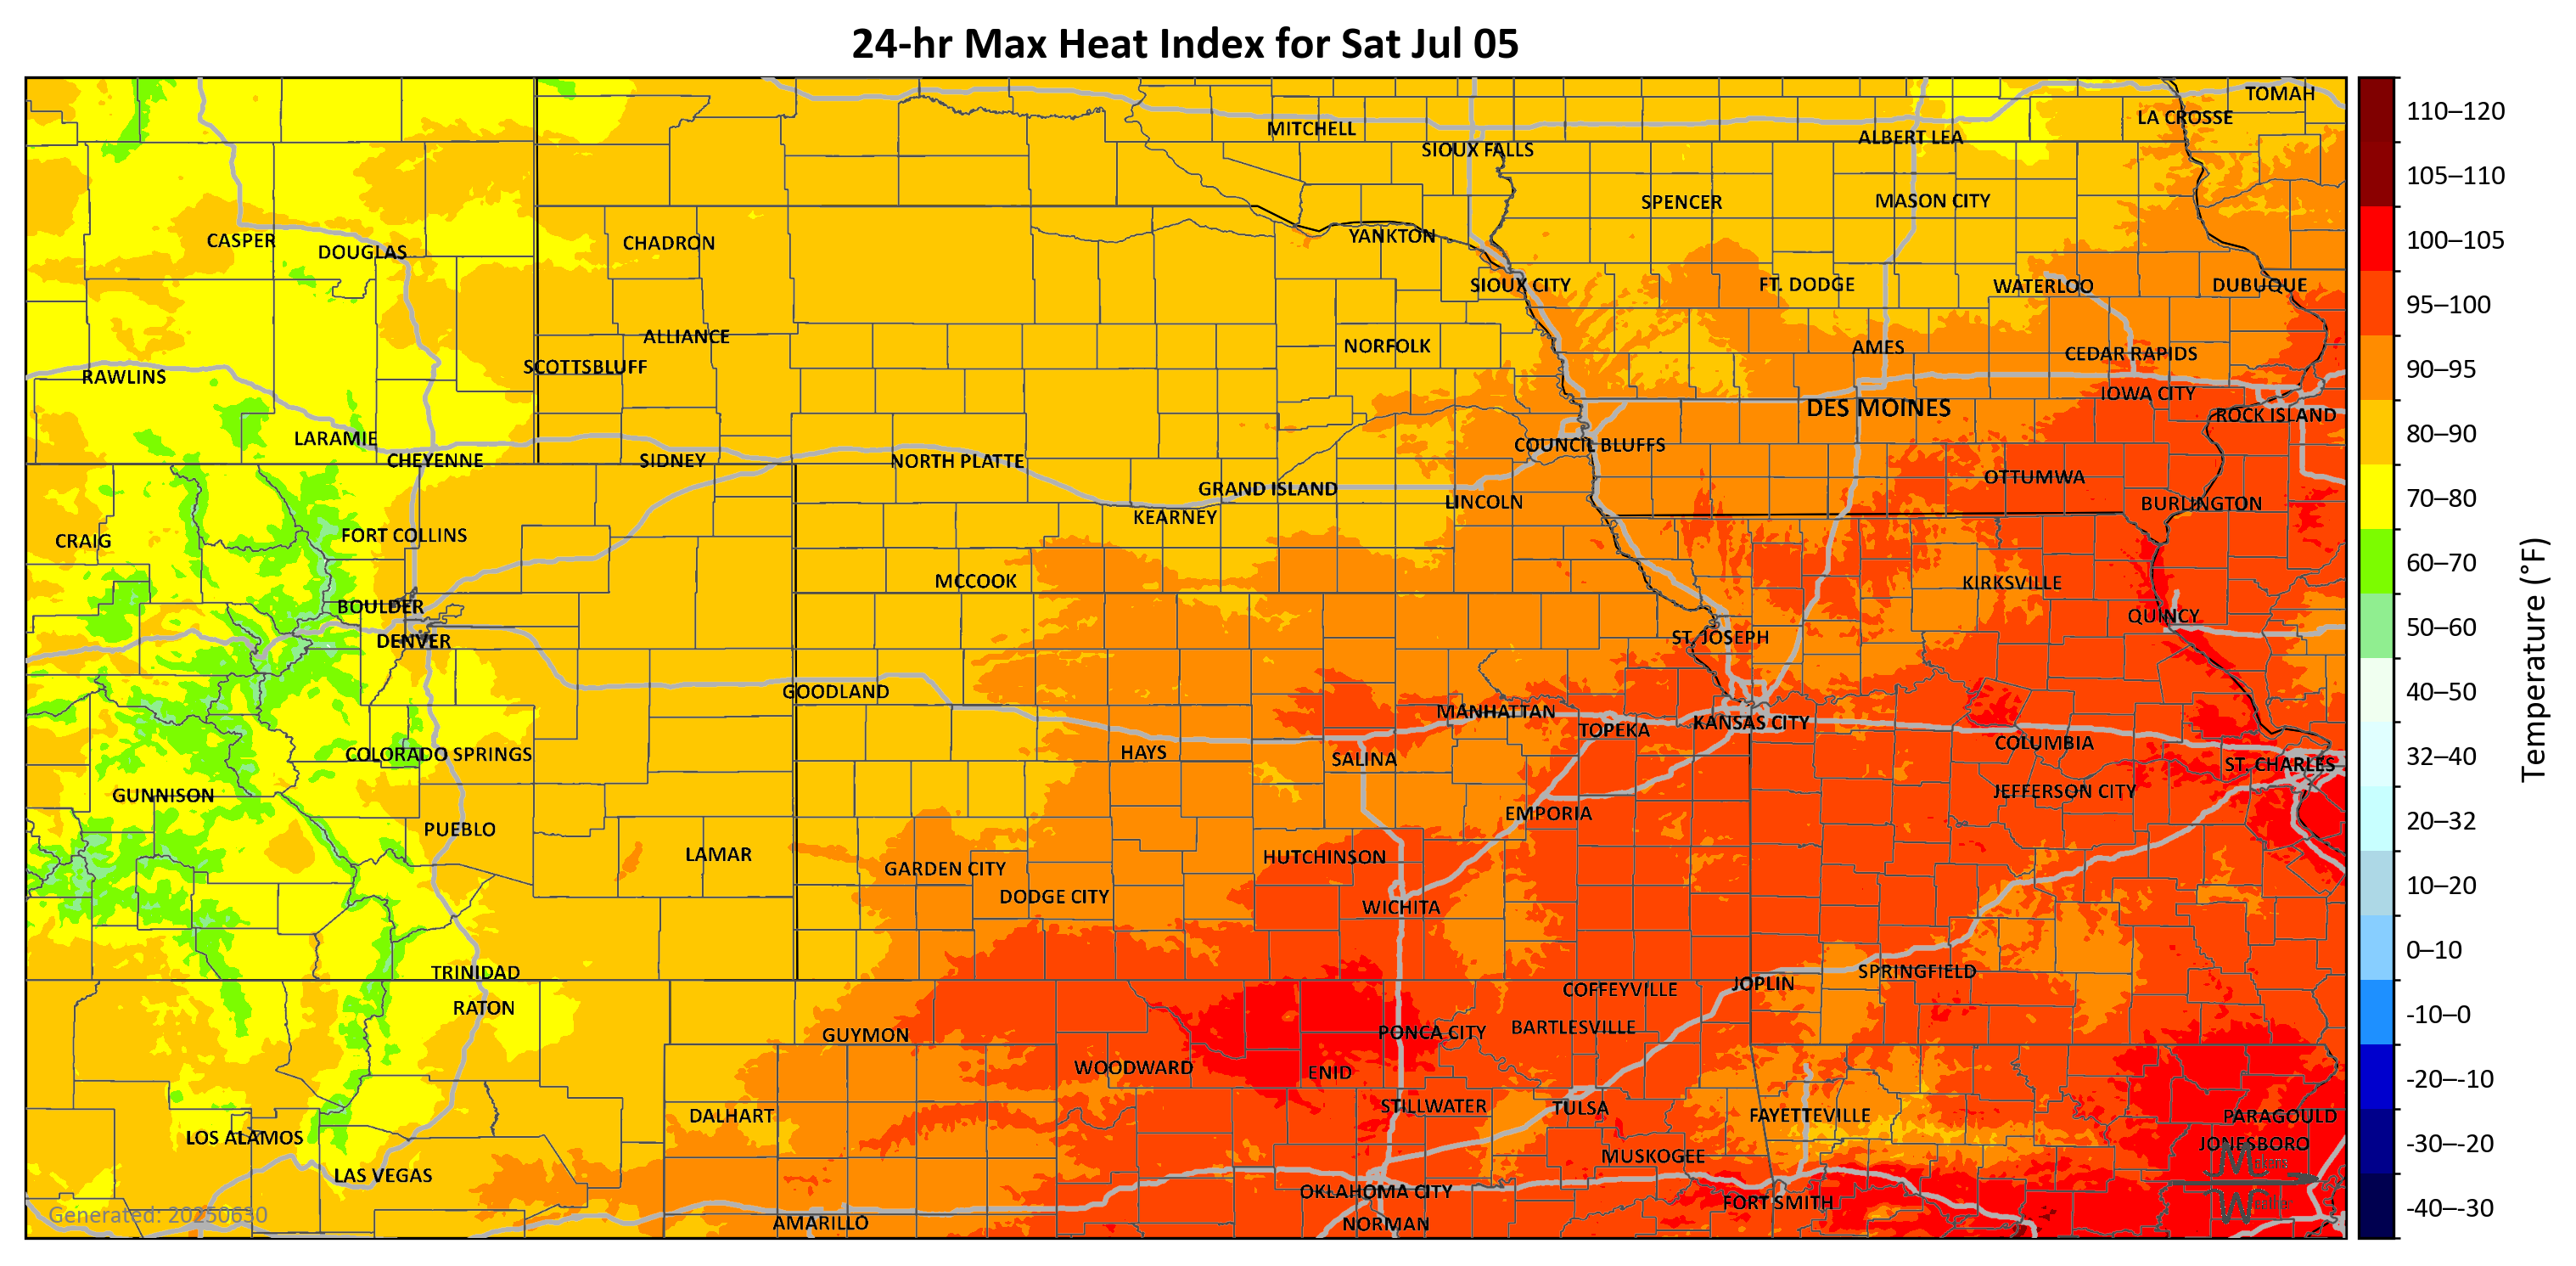 24-hr Max Heat Index for Sat Jul 05
TOMAH
LA CROSSE
MITCHELL
ALBERT LEA
SIOUX FALLS
SPENCER
MASON CITY
YANKTON
CASPER
CHADRON
DOUGLAS
SIOUX CITY
FT. DODGE
WATERLOO
DUBUQUE
ALLIANCE
NORFOLK
AMES
CEDAR RAPIDS
SCOTTSBLUFF
RAWLINS
IOWA CITY
DES MOINES
ROCK ISLAND
LARAMIE
COUNCIL BLUFFS
CHEYENNE
SIDNEY
NORTH PLATTE
OTTUMWA
GRAND ISLAND
LINCOLN
BURLINGTON
KEARNEY
FORT COLLINS
CRAIG
MCCOOK
KIRKSVILLE
BOULDER
QUINCY
DENVER
ST. JOSEPH
GOODLAND
MANHATTAN
KANSAS CITY
TOPEKA
COLUMBIA
HAYS
COLORADO SPRINGS
SALINA
ST. CHARLES
GUNNISON
JEFFERSON CITY
EMPORIA
PUEBLO
LAMAR
HUTCHINSON
GARDEN CITY
DODGE CITY
WICHITA
TRINIDAD
SPRINGFIELD
JOPLIN
COFFEYVILLE
RATON
BARTLESVILLE
PONCA CITY
GUYMON
WOODWARD
ENID
STILLWATER
TULSA
DALHART
FAYETTEVILLE
PARAGOULD
LOS ALAMOS
JONESBORO
MUSKOGEE
LAS VEGAS
OKLAHOMA CITY
FORT SMITH
Generated: 20250630
AMARILLO
NORMAN
110–120
105–110
100–105
95–100
90–95
80–90
70–80
60–70
50–60
40–50
32–40
20–32
10–20
0–10
-10–0
-20–-10
-30–-20
-40–-30
Temperature (°F)